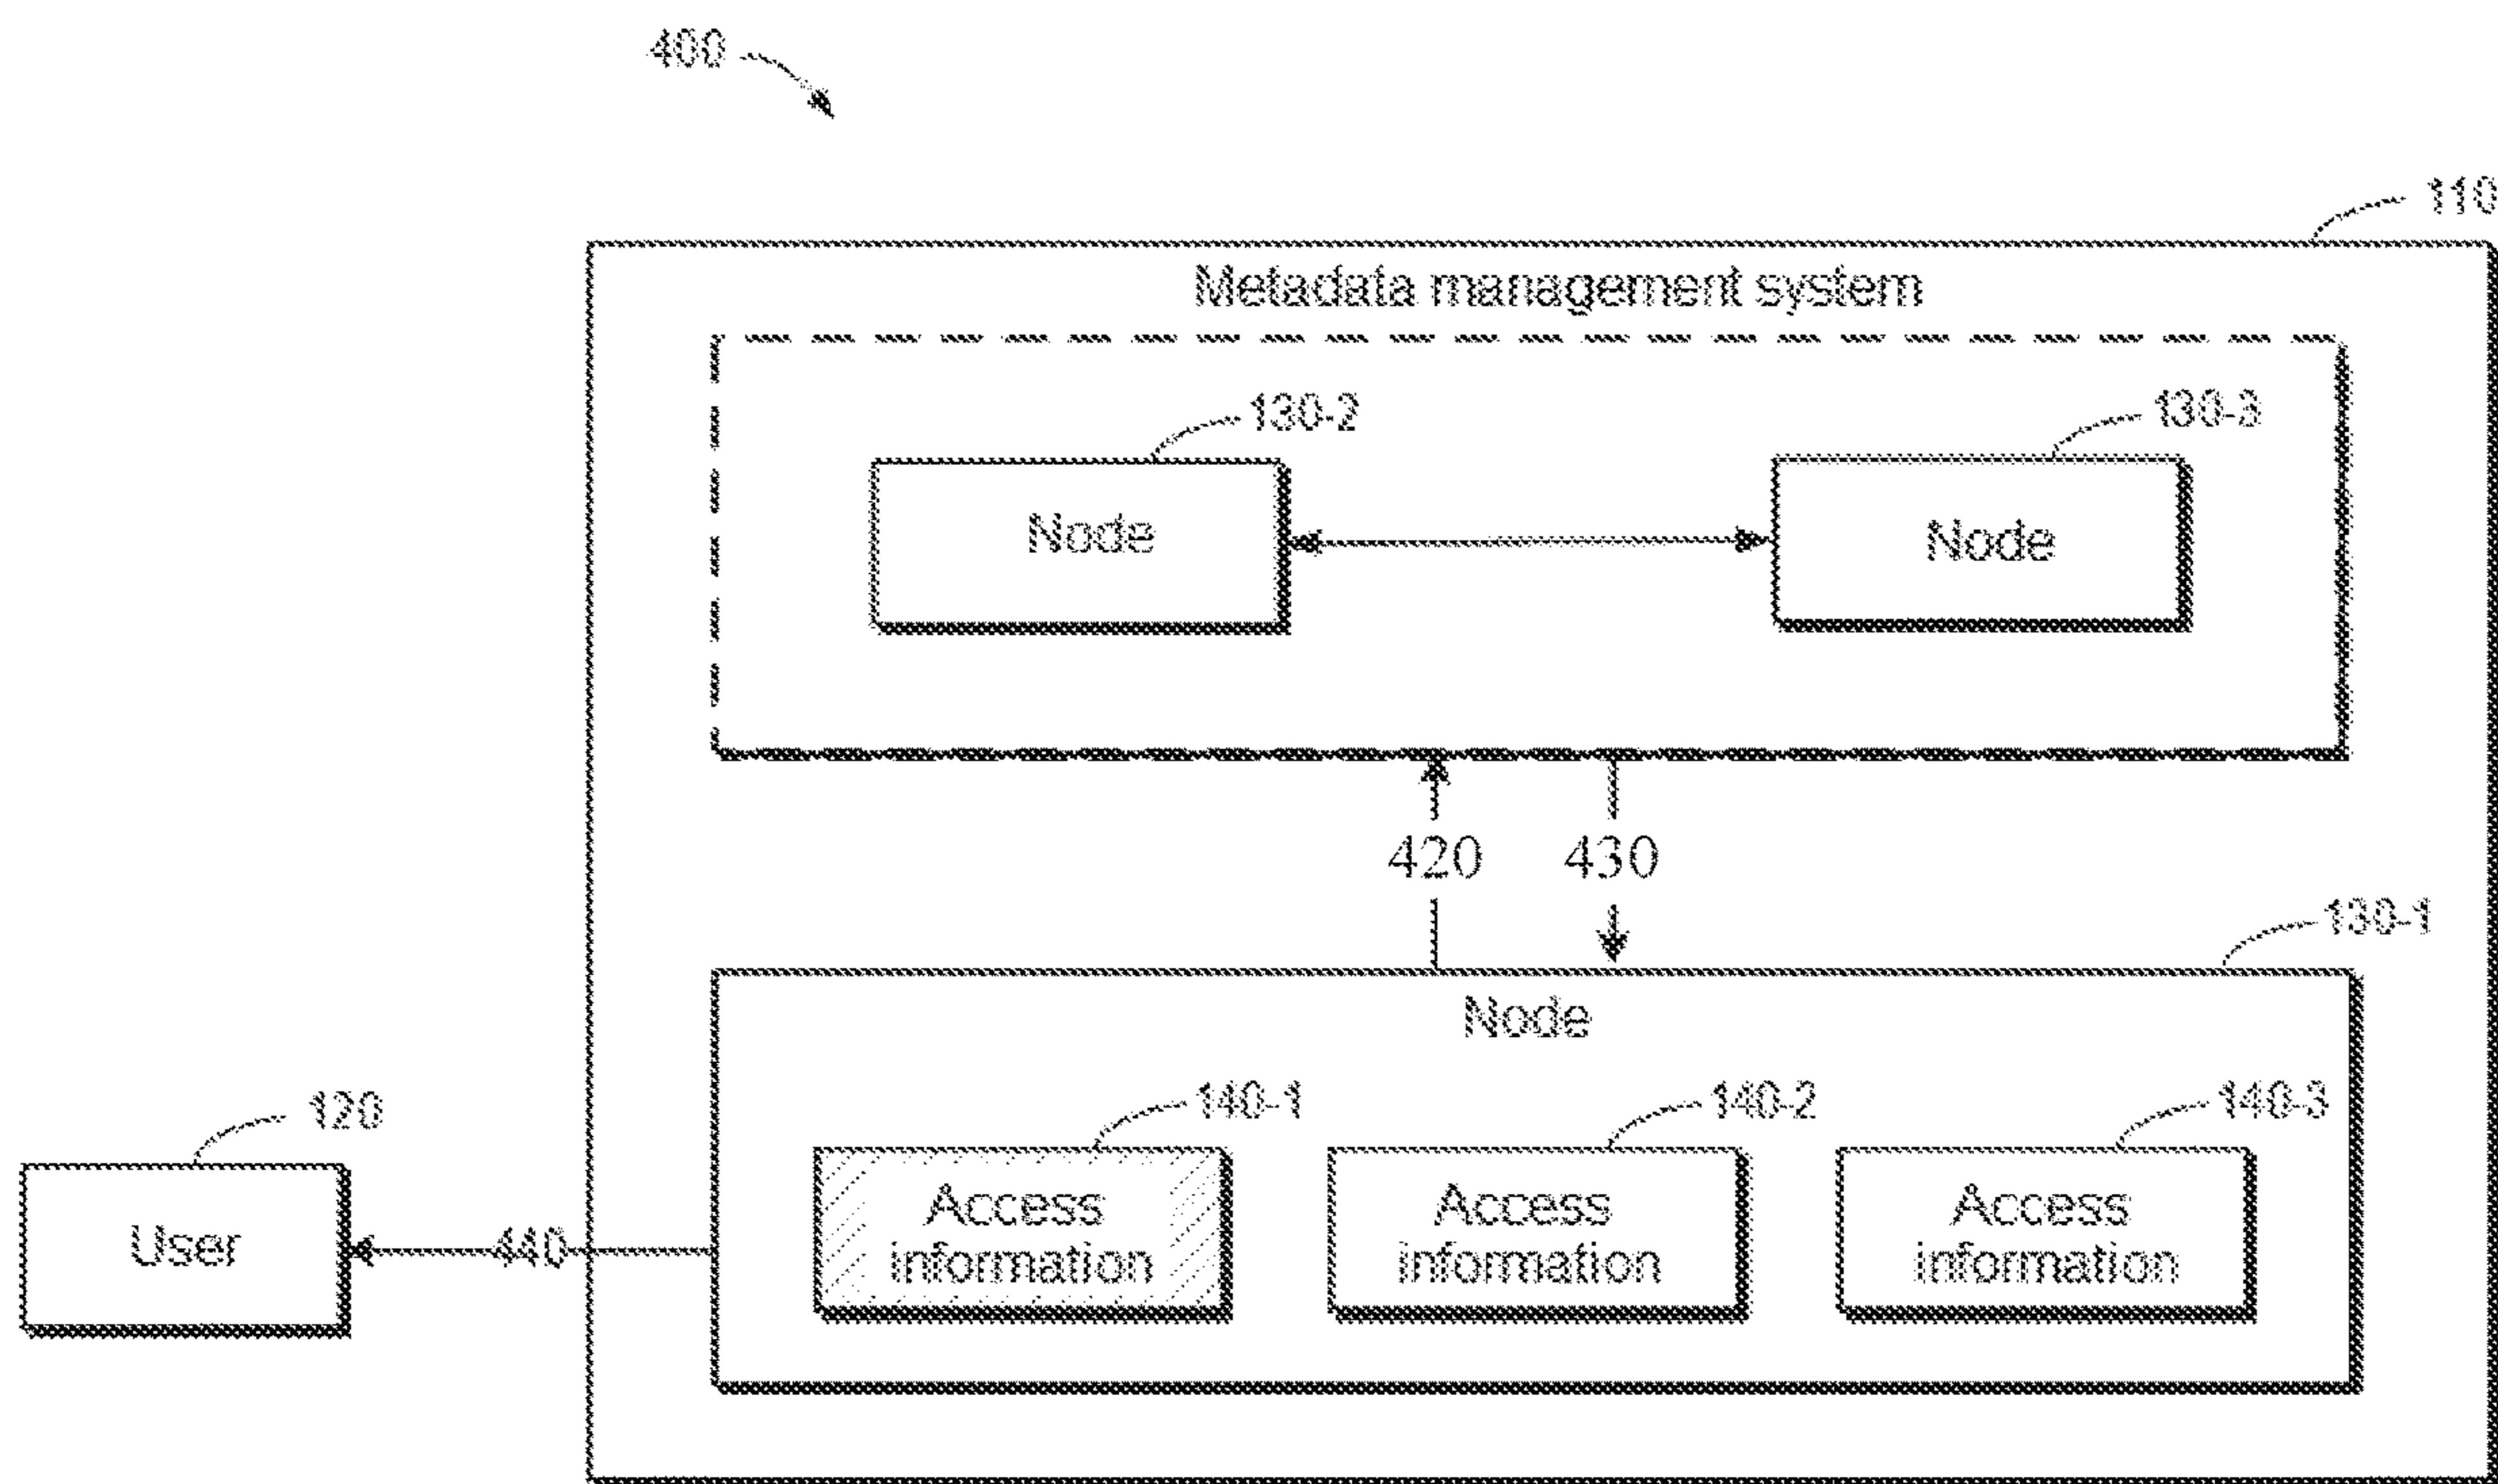 400
110
Metadata management system
130-2
130-3
Node
Node
420
430
130-1
Node
140-1
140-2
140-3
120
Access
information
Access
information
Access
information
User
440